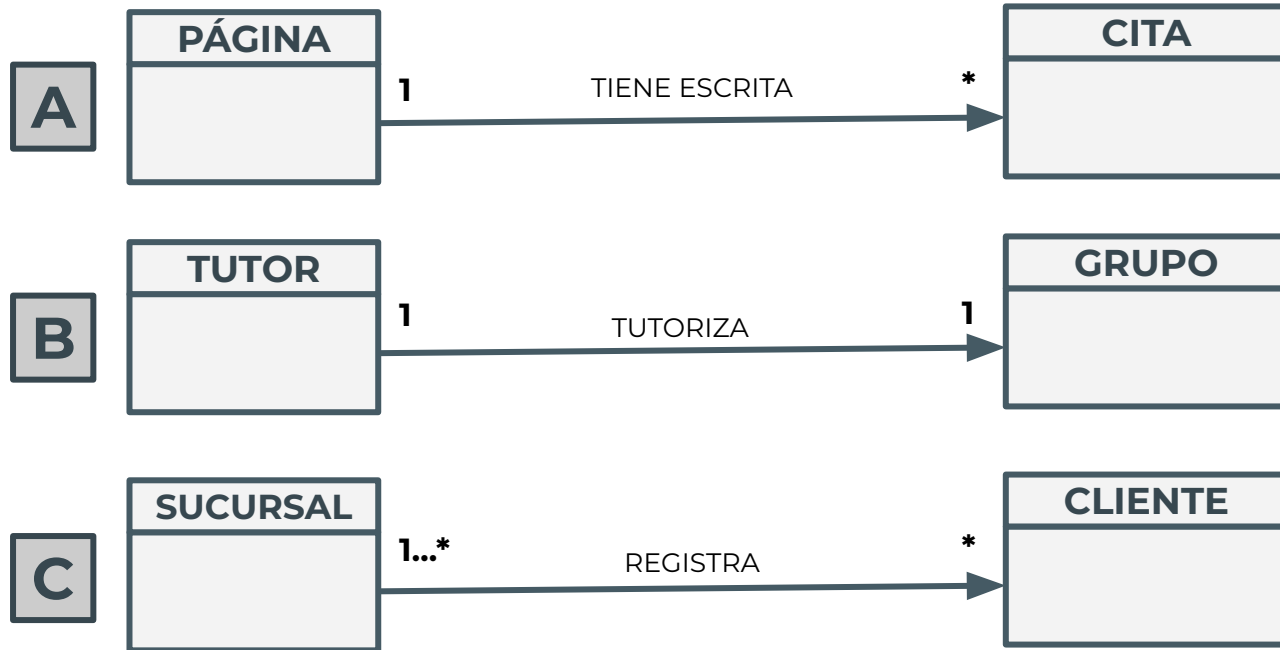 PÁGINA
CITA
A
1
TIENE ESCRITA
*
TUTOR
GRUPO
B
1
TUTORIZA
1
SUCURSAL
CLIENTE
C
1...*
REGISTRA
*